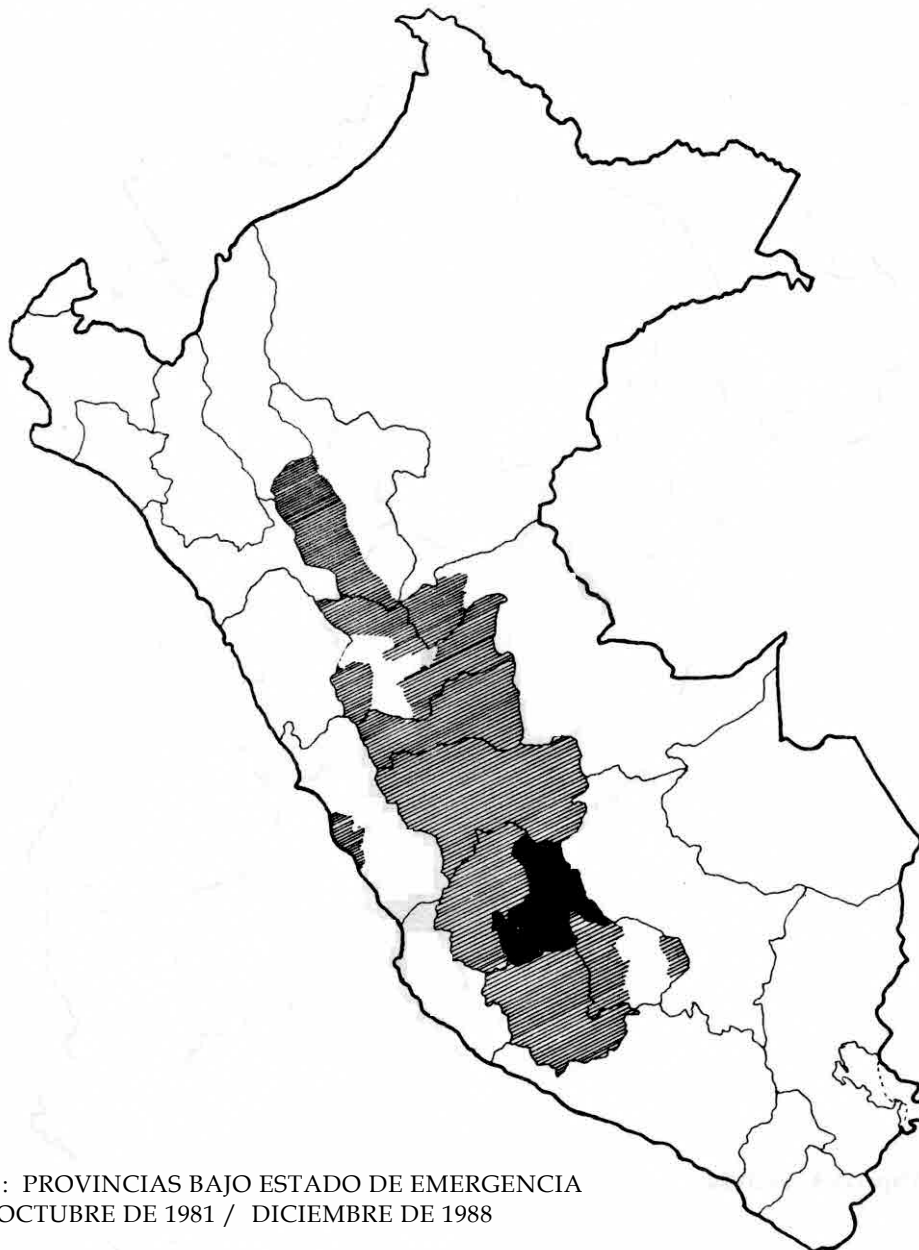 : PROVINCIAS BAJO ESTADO DE EMERGENCIA
OCTUBRE DE 1981 / DICIEMBRE DE 1988